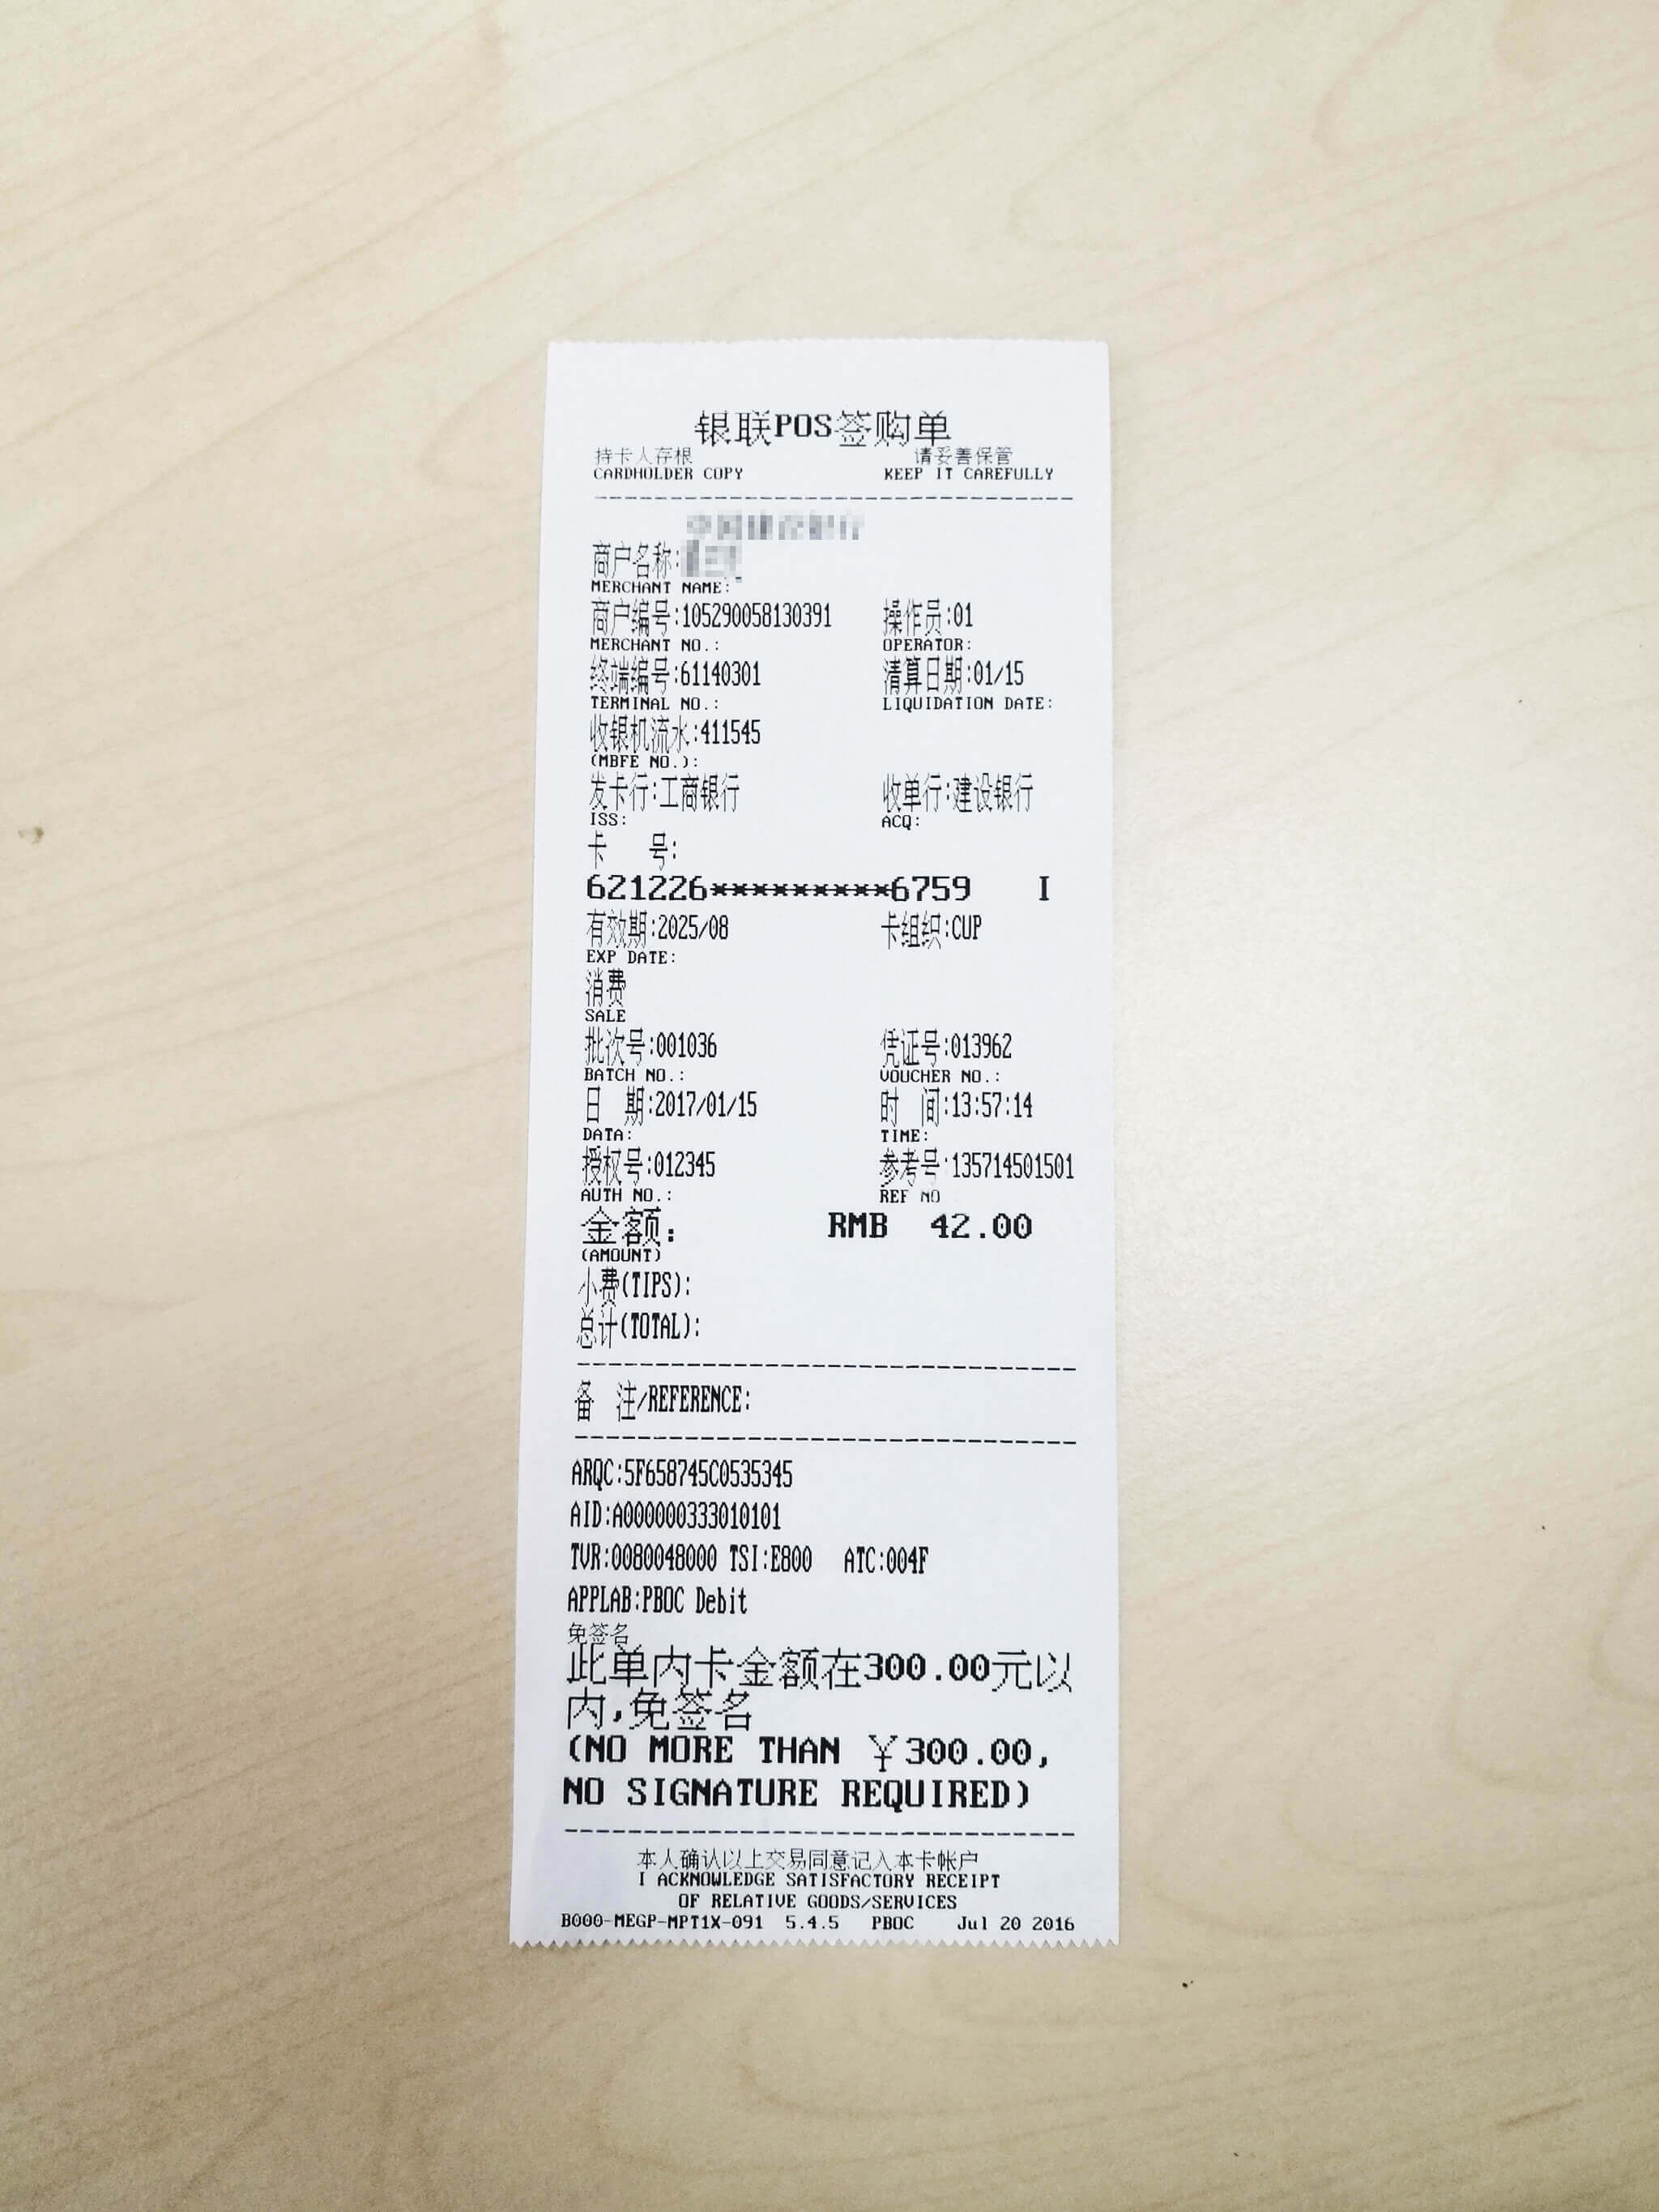 银联POS签购单
持卡人存根 请妥善保管
CARDHOLDER COPY KEEP IT CAREFULLY
商户名称:
MERCHANT NAME:
商户编号:105290058130391 操作员:01
MERCHANT NO.: OPERATOR:
终端编号:61140301 清算日期:01/15
TERMINAL NO.: LIQUIDATION DATE:
收银机流水:411545
(MBFE NO.):
发卡行:工商银行 收单行:建设银行
ISS: ACQ:
卡 号:
621226*********6759 I
有效期:2025/08 卡组织:CUP
EXP DATE:
消费
SALE
批次号:001036 凭证号:013962
BATCH NO.: VOUCHER NO.:
日 期:2017/01/15 时 间:13:57:14
DATA: TIME:
授权号:012345 参考号:135714501501
AUTH NO.: REF NO
金额: RMB 42.00
(AMOUNT)
小费(TIPS):
总计(TOTAL):
备 注/REFERENCE:
ARQC:5F658745C0535345
AID:A000000333010101
TVR:0080048000 TSI:E800 ATC:004F
APPLAB:PBOC Debit
免签名
此单内卡金额在300.00元以
内,免签名
(NO MORE THAN ￥300.00,
NO SIGNATURE REQUIRED)
本人确认以上交易同意记入本卡帐户
I ACKNOWLEDGE SATISFACTORY RECEIPT
OF RELATIVE GOODS/SERVICES
B000-MEGP-MPT1X-091 5.4.5 PBOC Jul 20 2016